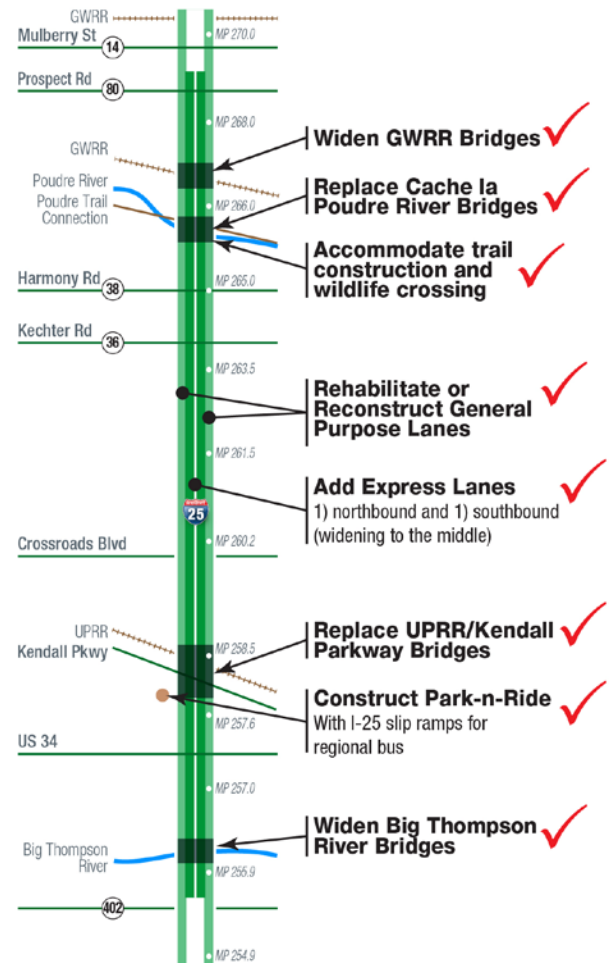 GWRR
Mulberry St
14
MP 270.0
Prospect Rd
80
MP 268.0
Widen GWRR Bridges
GWRR
Poudre River
Poudre Trail
Connection
MP 266.0
Replace Cache la
Poudre River Bridges
Accommodate trail
construction and
wildlife crossing
Harmony Rd
38
MP 265.0
Kechter Rd
36
MP 263.5
Rehabilitate or
Reconstruct General
Purpose Lanes
MP 261.5
Add Express Lanes
1) northbound and 1) southbound
(widening to the middle)
25
Crossroads Blvd
MP 260.2
UPRR
Kendall Pkwy
MP 258.5
Replace UPRR/Kendall
Parkway Bridges
Construct Park-n-Ride
With I-25 slip ramps for
regional bus
MP 257.6
US 34
MP 257.0
Widen Big Thompson
River Bridges
Big Thompson
River
MP 255.9
402
MP 254.9